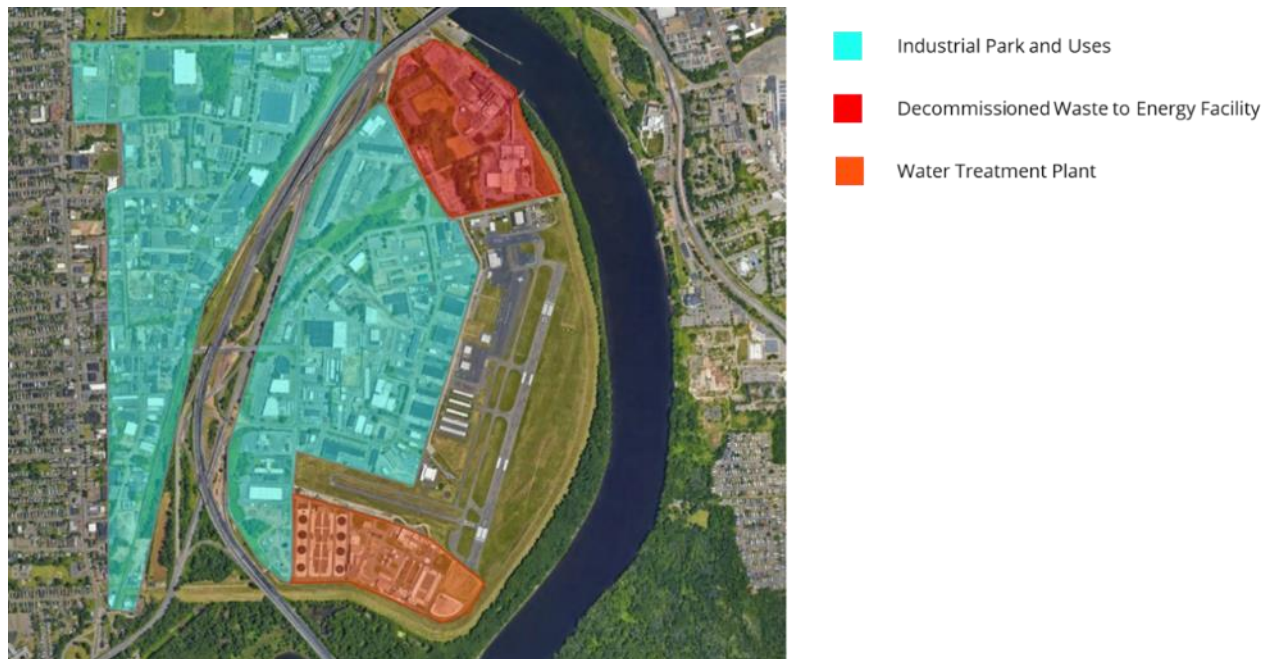 Industrial Park and Uses
Decommissioned Waste to Energy Facility
Water Treatment Plant